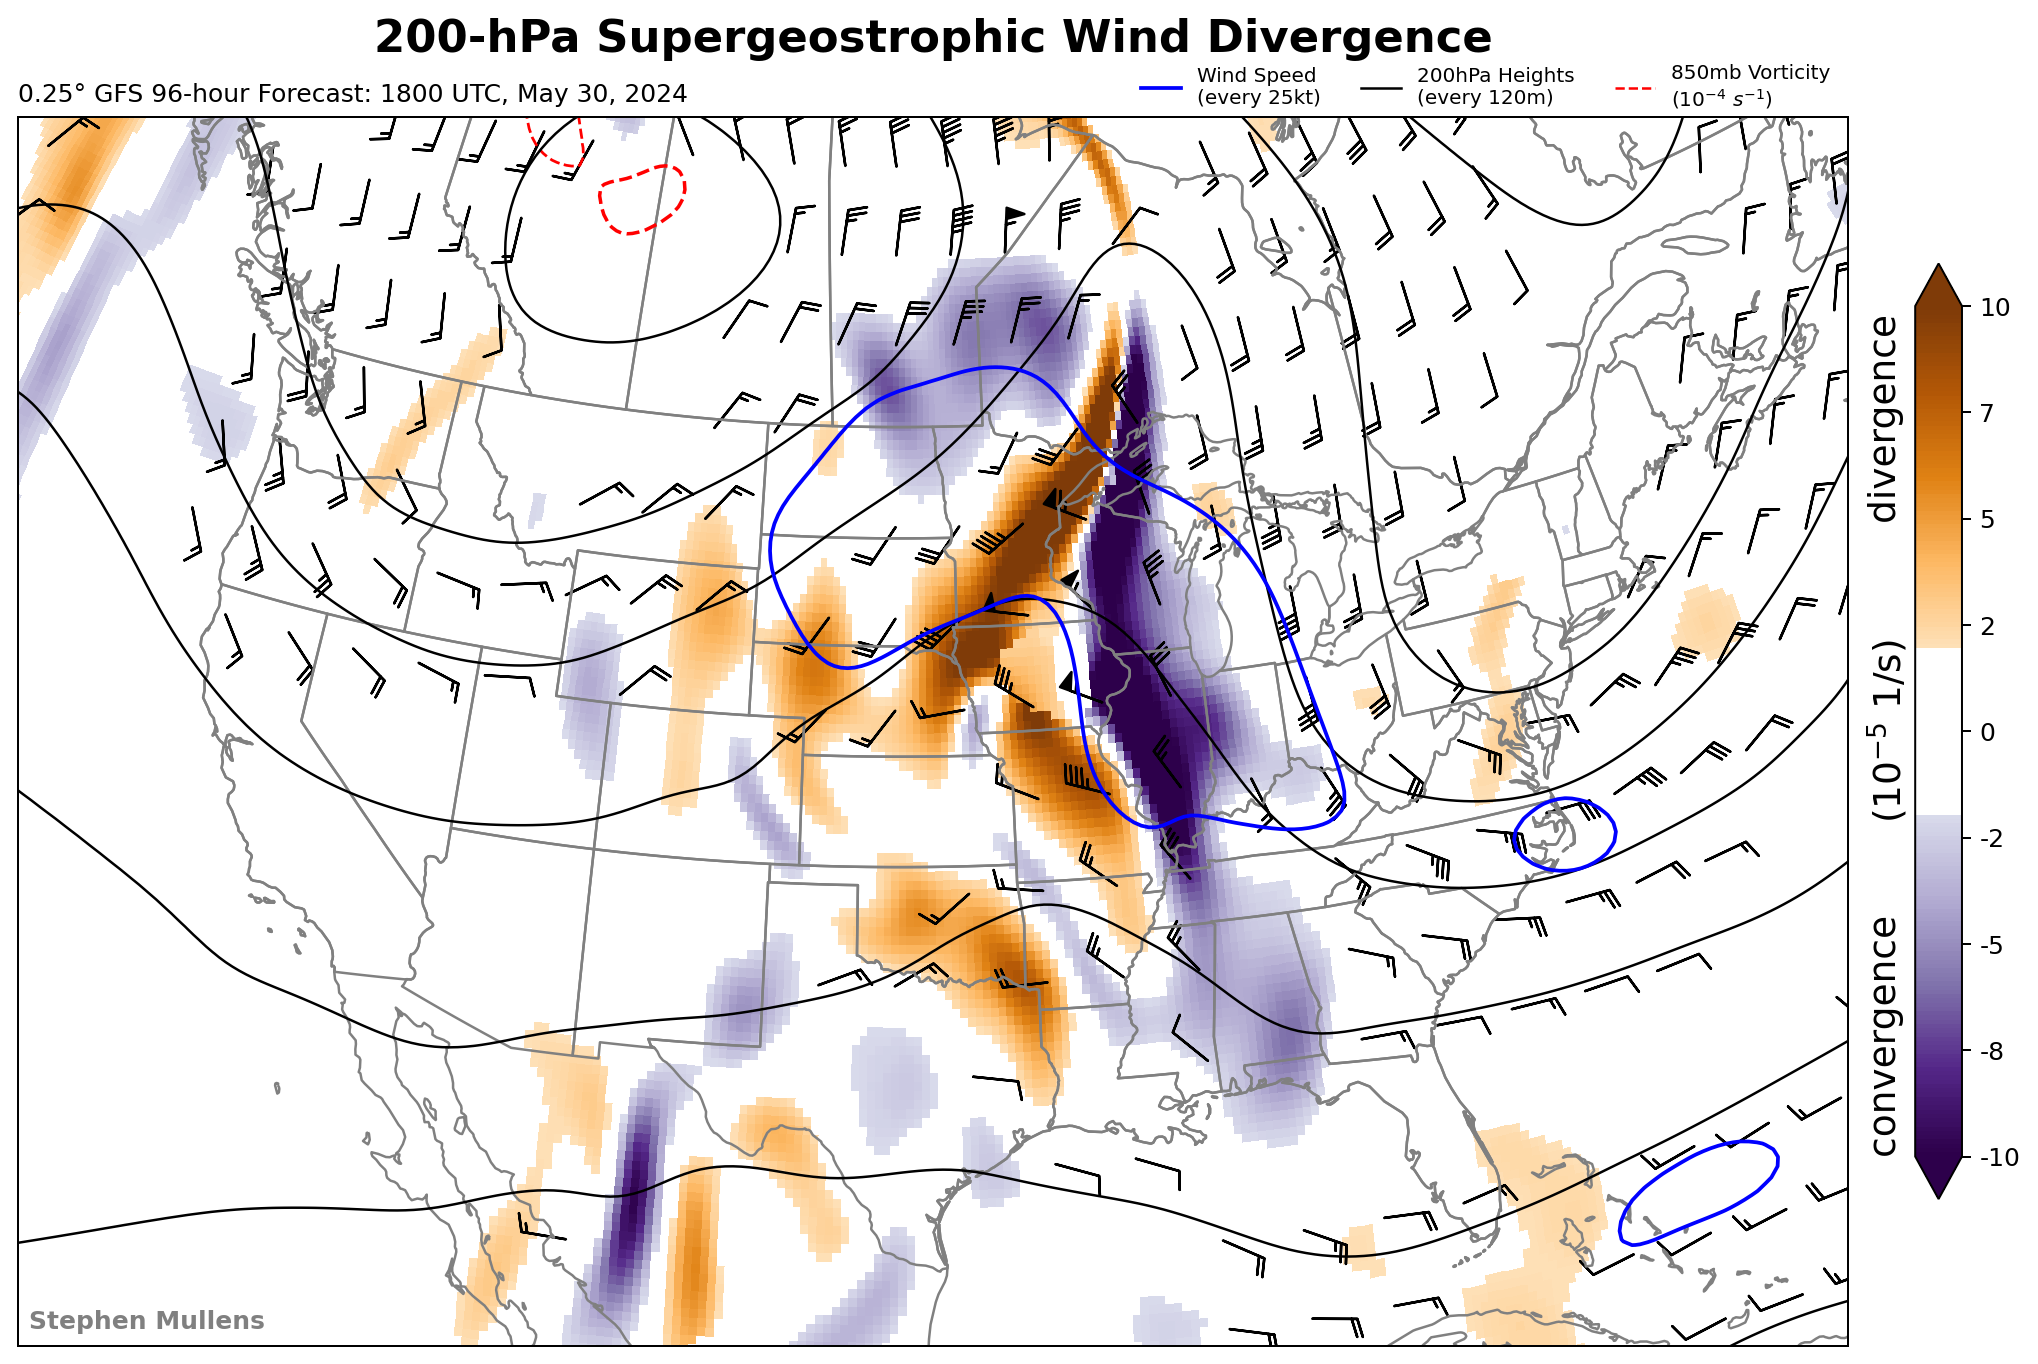 200-hPa Supergeostrophic Wind Divergence
0.25° GFS 96-hour Forecast: 1800 UTC, May 30, 2024
Wind Speed
(every 25kt)
200hPa Heights
(every 120m)
850mb Vorticity
(10⁻⁴ s⁻¹)
10
7
5
2
0
-2
-5
-8
-10
convergence (10⁻⁵ 1/s) divergence
Stephen Mullens